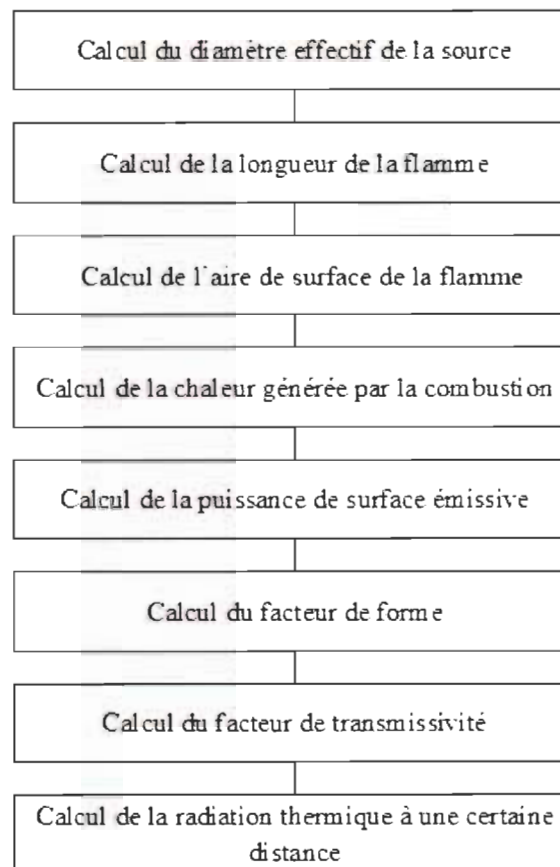 Calcul du diamètre effectif de la source
Calcul de la longueur de la flamme
Calcul de l'aire de surface de la flamme
Calcul de la chaleur générée par la combustion
Calcul de la puissance de surface émissive
Calcul du facteur de forme
Calcul du facteur de transmissivité
Calcul de la radiation thermique à une certaine
distance